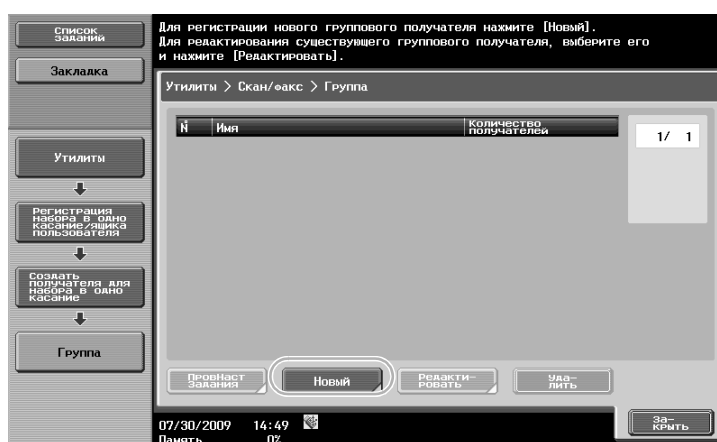 Список
заданий
Закладка
Для регистрации нового группового получателя нажмите [Новый].
Для редактирования существующего группового получателя, выберите его
и нажмите [Редактировать].
Утилиты > Скан/факс > Группа
N
Имя
Количество
получателей
1/ 1
Утилиты
Регистрация
набора в одно
касание/ящика
пользователя
Создать
получателя для
набора в одно
касание
Группа
ПровНаст
Задания
Новый
Редакти-
ровать
Уда-
лить
07/30/2009 14:49
Память 0%
За-
крыть